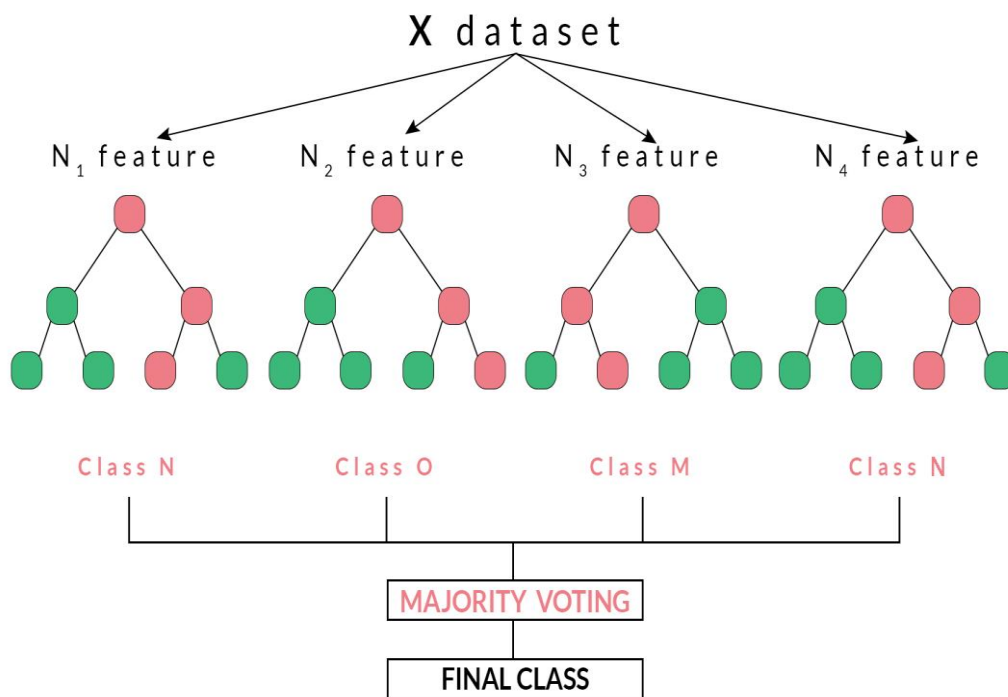 X dataset
N₁ feature N₂ feature N₃ feature N₄ feature
Class N Class O Class M Class N
MAJORITY VOTING
FINAL CLASS